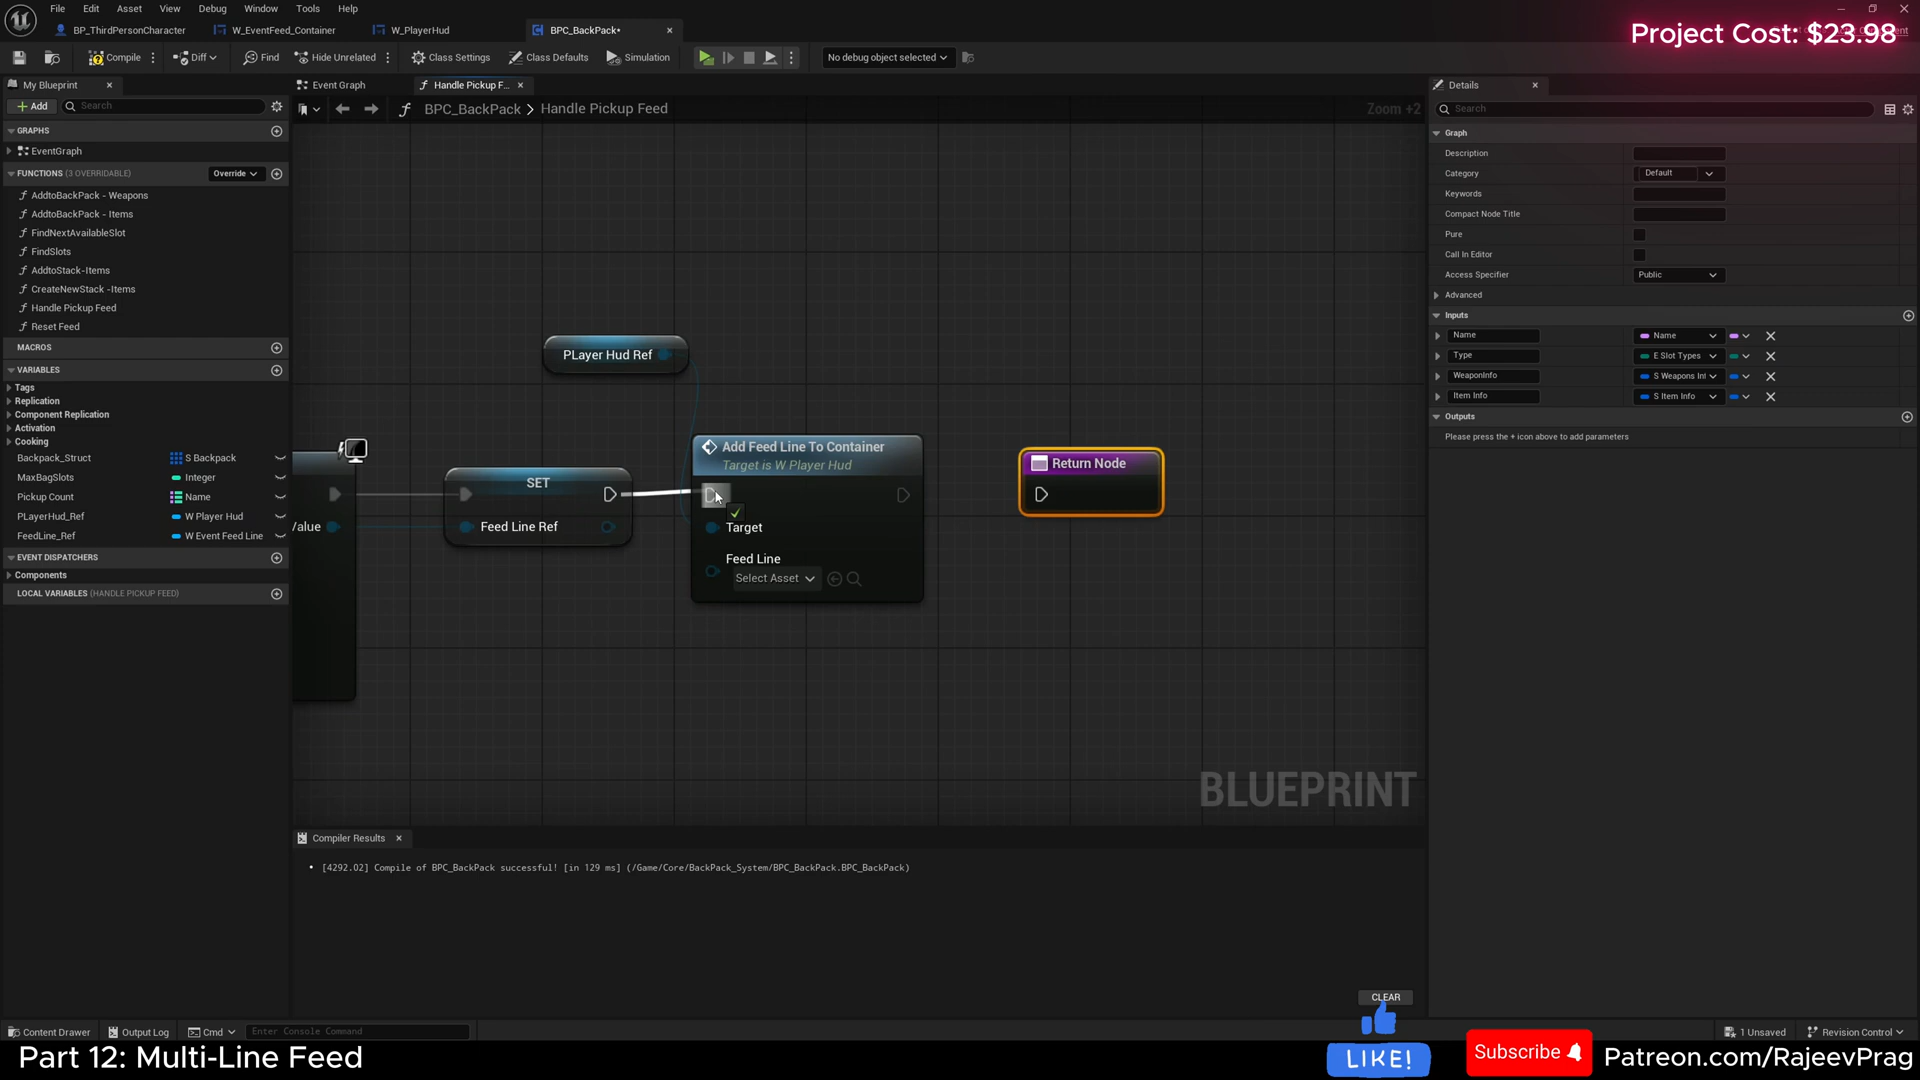 File Edit Asset View Debug Window Tools Help
Project Cost: $23.98
BP_ThirdPersonCharacter W_EventFeed_Container W_PlayerHud BPC_BackPack*
Compile Diff Find Hide Unrelated Class Settings Class Defaults Simulation No debug object selected
My Blueprint
Event Graph Handle Pickup F...
Details
Add Search
BPC_BackPack > Handle Pickup Feed
Zoom +2
Search
GRAPHS
EventGraph
FUNCTIONS (3 OVERRIDABLE) Override
AddtoBackPack - Weapons
AddtoBackPack - Items
FindNextAvailableSlot
FindSlots
AddtoStack-Items
CreateNewStack -Items
Handle Pickup Feed
Reset Feed
MACROS
VARIABLES
Tags
Replication
Component Replication
Activation
Cooking
Backpack_Struct S Backpack
MaxBagSlots Integer
Pickup Count Name
PLayerHud_Ref W Player Hud
FeedLine_Ref W Event Feed Line
EVENT DISPATCHERS
Components
LOCAL VARIABLES (HANDLE PICKUP FEED)
PLayer Hud Ref
/alue
SET
Feed Line Ref
Add Feed Line To Container
Target is W Player Hud
Target
Feed Line
Select Asset
Return Node
BLUEPRINT
Graph
Description
Category Default
Keywords
Compact Node Title
Pure
Call In Editor
Access Specifier Public
Advanced
Inputs
Name Name
Type E Slot Types
WeaponInfo S Weapons Inf
Item Info S Item Info
Outputs
Please press the + icon above to add parameters
Compiler Results
[4292.02] Compile of BPC_BackPack successful! [in 129 ms] (/Game/Core/BackPack_System/BPC_BackPack.BPC_BackPack)
CLEAR
Content Drawer Output Log Cmd Enter Console Command
1 Unsaved Revision Control
Part 12: Multi-Line Feed
LIKE!
Subscribe
Patreon.com/RajeevPrag